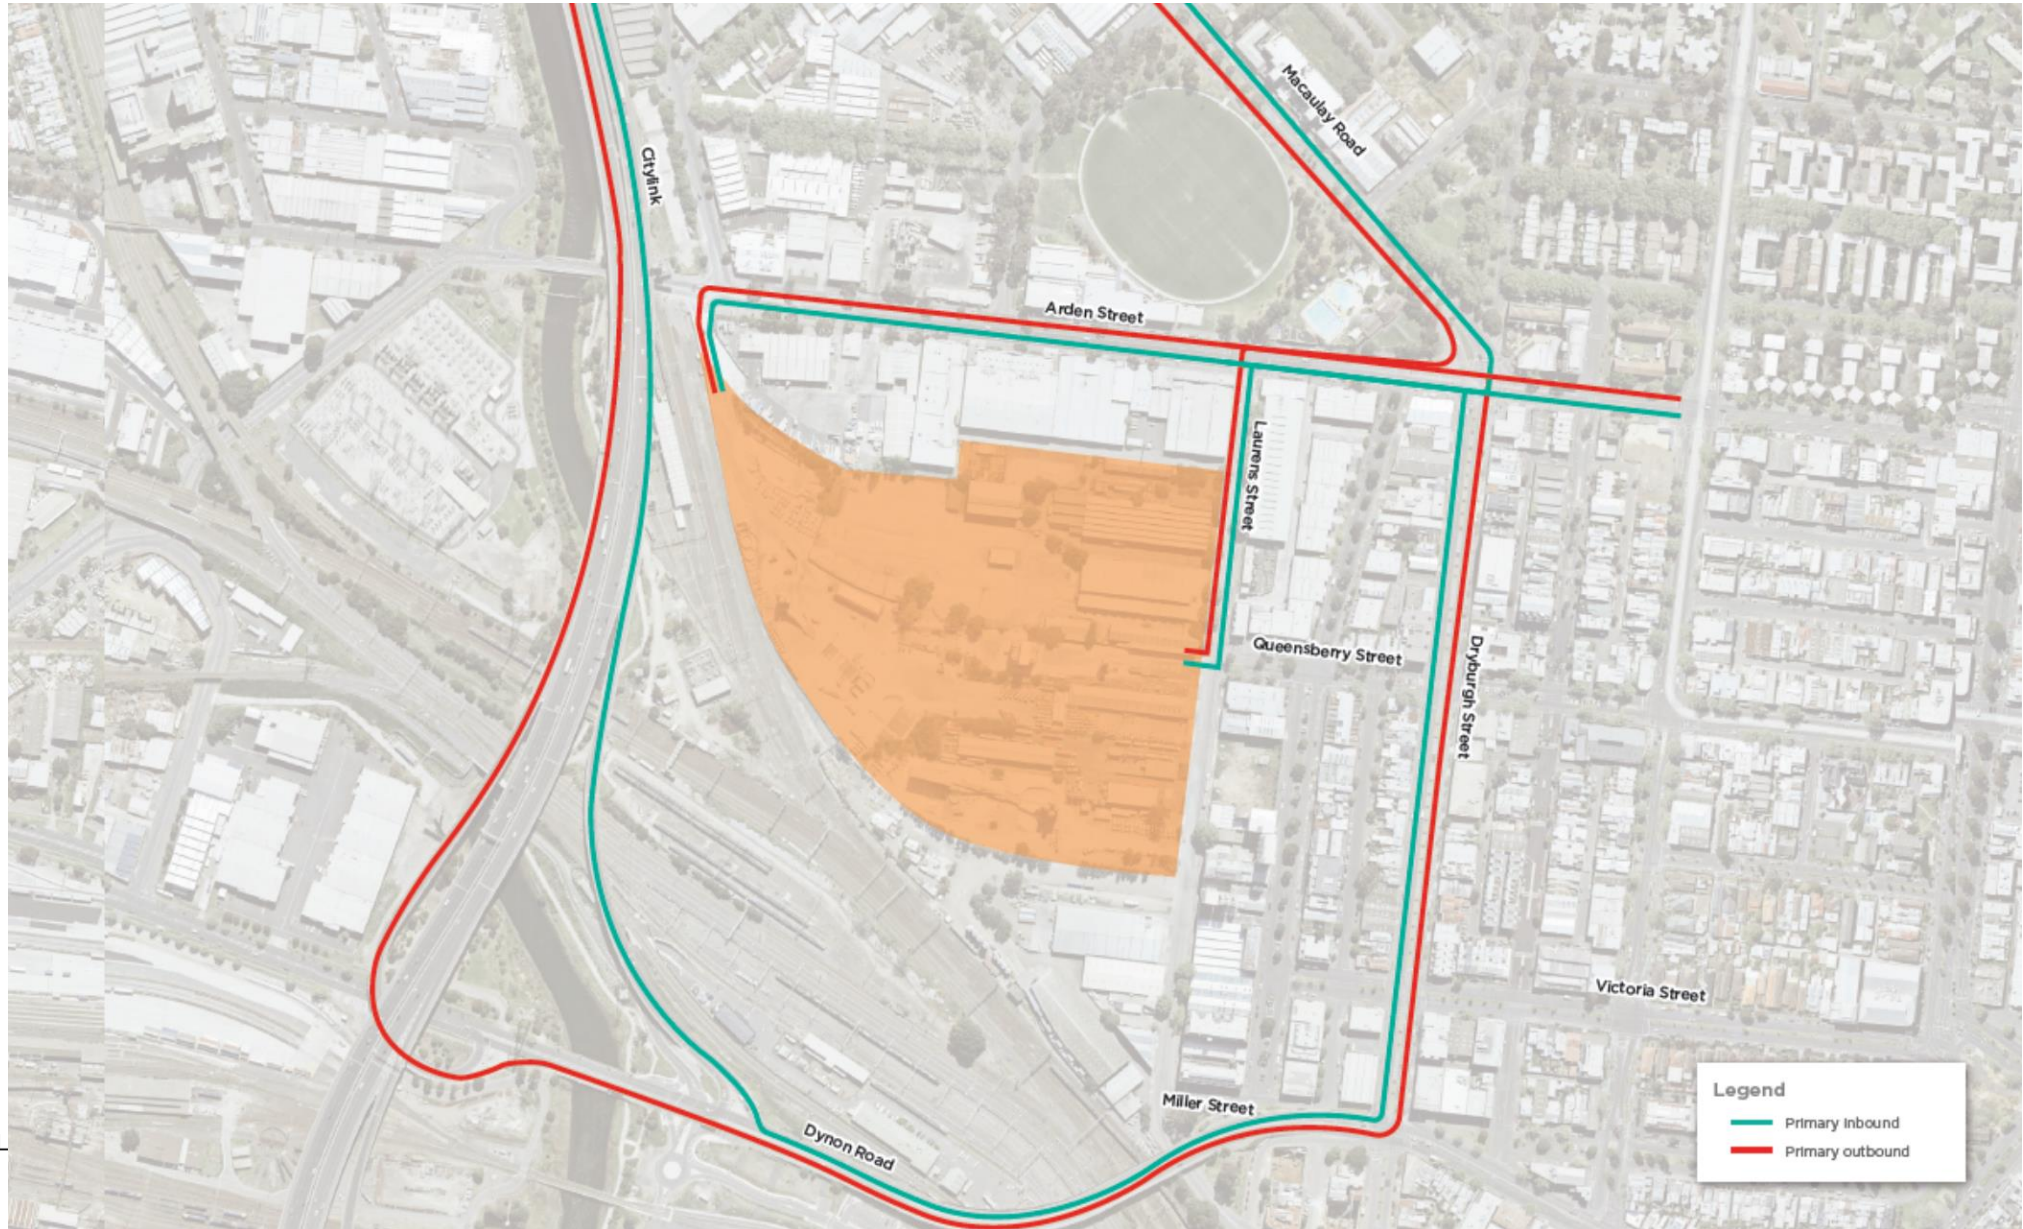 Macaulay Road
Citylink
Arden Street
Laurens Street
Queensberry Street
Dryburgh Street
Victoria Street
Miller Street
Dynon Road
Legend
Primary inbound
Primary outbound